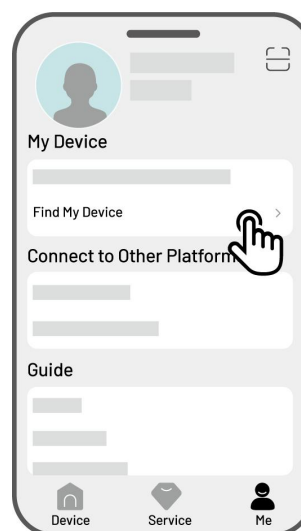 My Device
Find My Device
Connect to Other Platform
Guide
Device Service Me